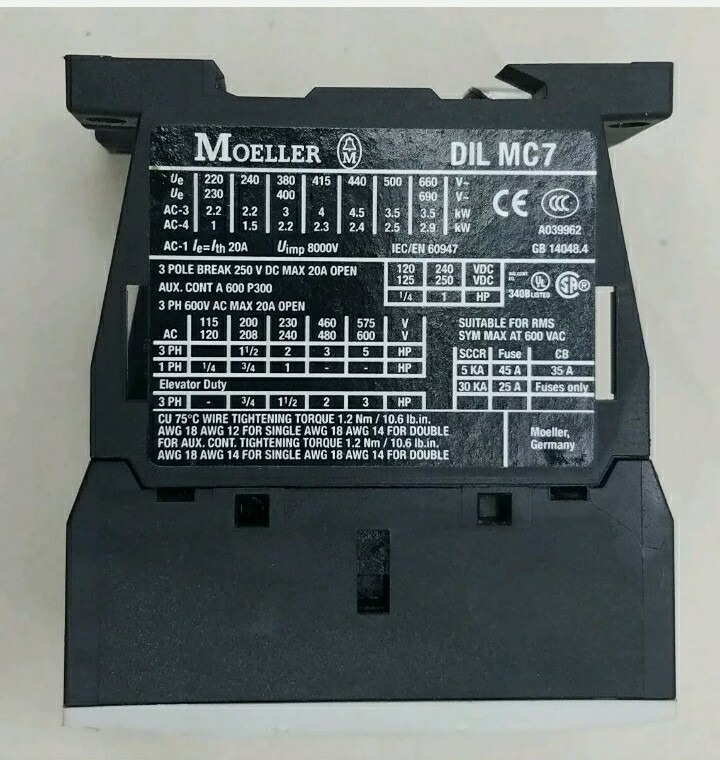 MOELLER M DIL MC7
Ue 220 240 380 415 440 500 660 V~
Ue 230 400 690 V~
AC-3 2.2 2.2 3 4 4.5 3.5 3.5 kW
AC-4 1 1.5 2.2 2.3 2.4 2.5 2.9 kW
CE CCC
A039962
AC-1 Ie=Ith 20A Uimp 8000V IEC/EN 60947 GB 14048.4
3 POLE BREAK 250 V DC MAX 20A OPEN
AUX. CONT A 600 P300
3 PH 600V AC MAX 20A OPEN
120 240 VDC
125 250 VDC
1/4 1 HP
IND.CONT.
EQ.
340B LISTED
UL SA
115 200 230 460 575 V
AC 120 208 240 480 600 V
3 PH 1 1/2 2 3 5 HP
1 PH 1/4 3/4 1 - - HP
Elevator Duty
3 PH - 3/4 1 1/2 2 3 HP
SUITABLE FOR RMS
SYM MAX AT 600 VAC
SCCR Fuse CB
5 KA 45 A 35 A
30 KA 25 A Fuses only
CU 75°C WIRE TIGHTENING TORQUE 1.2 Nm / 10.6 lb.in.
AWG 18 AWG 12 FOR SINGLE AWG 18 AWG 14 FOR DOUBLE
FOR AUX. CONT. TIGHTENING TORQUE 1.2 Nm / 10.6 lb.in.
AWG 18 AWG 14 FOR SINGLE AWG 18 AWG 14 FOR DOUBLE
Moeller,
Germany